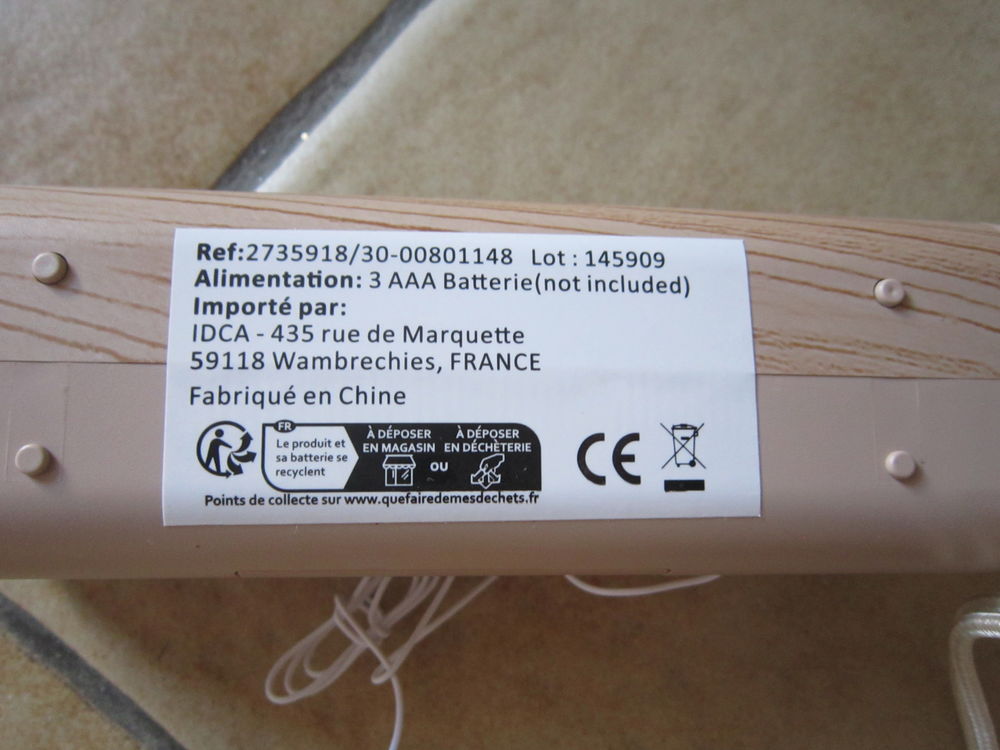 Ref:2735918/30-00801148 Lot : 145909
Alimentation: 3 AAA Batterie(not included)
Importé par:
IDCA - 435 rue de Marquette
59118 Wambrechies, FRANCE
Fabriqué en Chine
FR
Le produit et
sa batterie se
recyclent
À DÉPOSER
EN MAGASIN
OU
À DÉPOSER
EN DÉCHÈTERIE
CE
Points de collecte sur www.quefairedemesdechets.fr